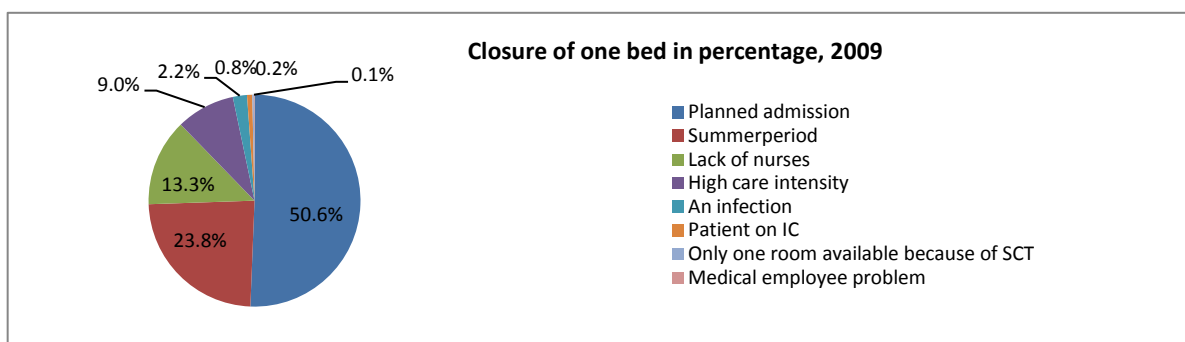 Closure of one bed in percentage, 2009
2.2% 0.8% 0.2% 0.1%
9.0%
13.3%
50.6%
23.8%
Planned admission
Summerperiod
Lack of nurses
High care intensity
An infection
Patient on IC
Only one room available because of SCT
Medical employee problem